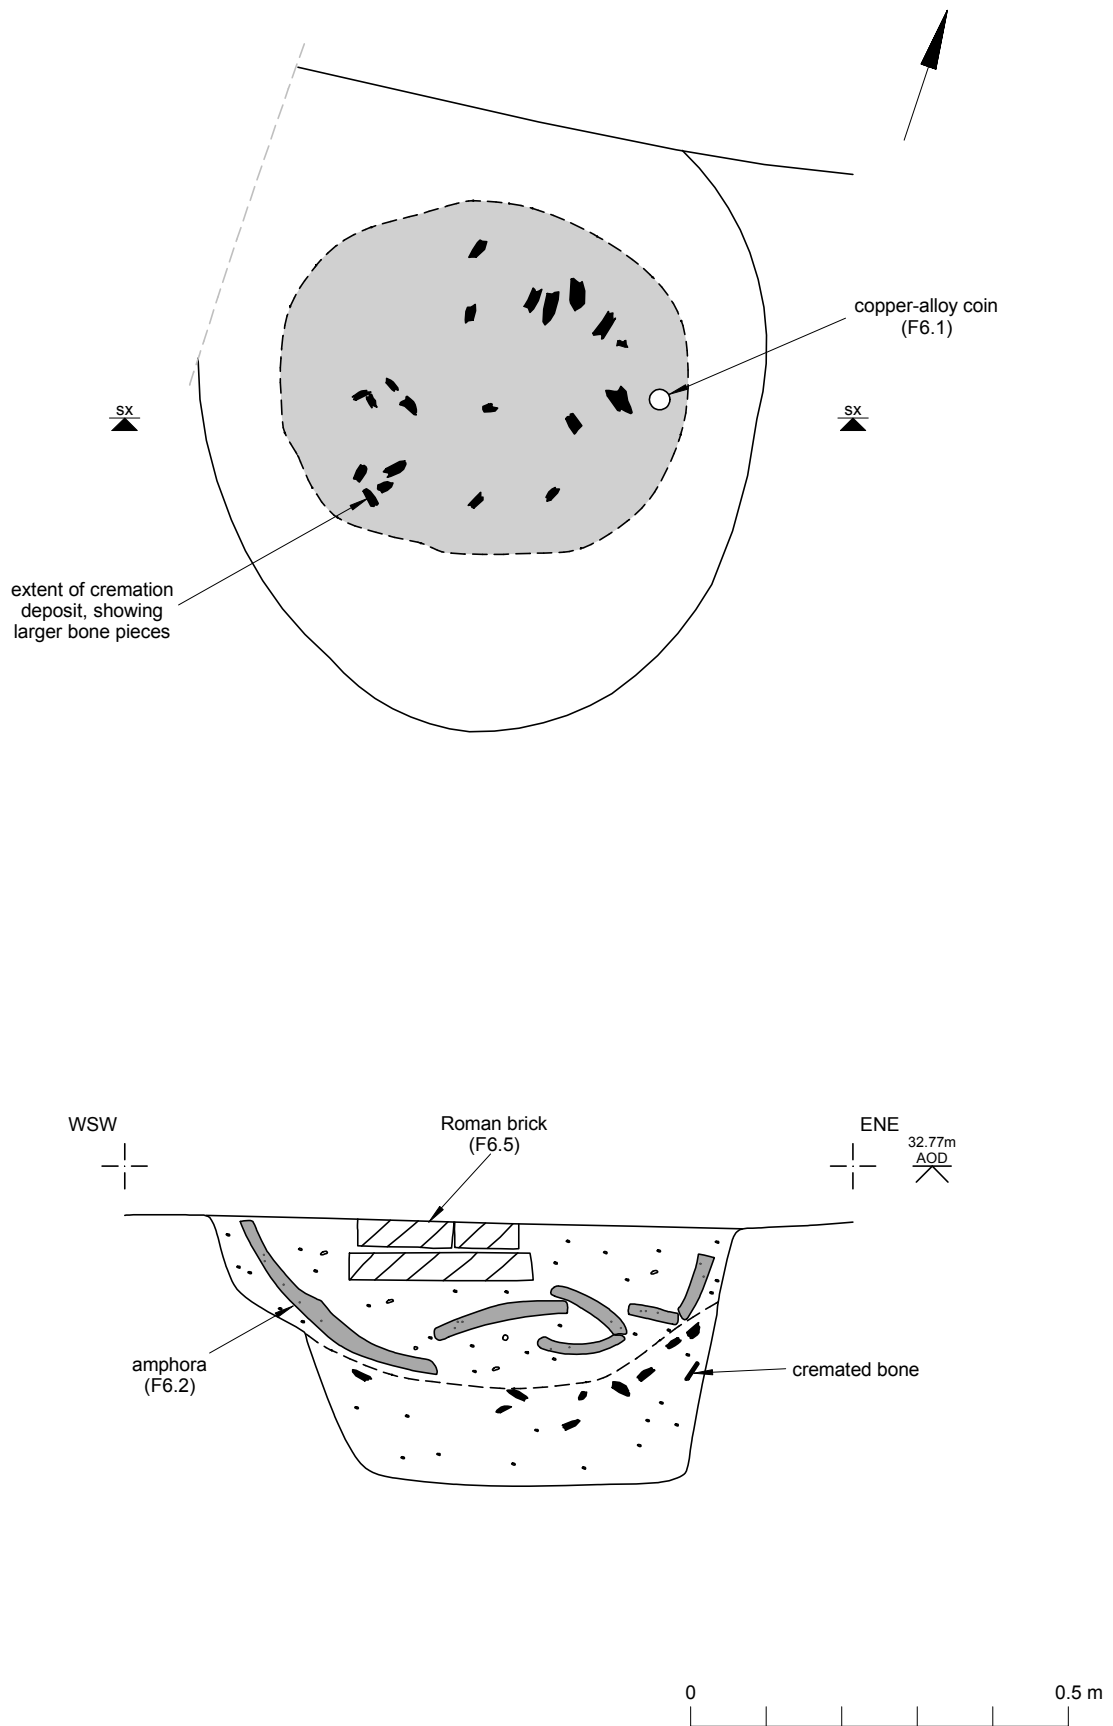 copper-alloy coin
(F6.1)
sx
sx
extent of cremation
deposit, showing
larger bone pieces
WSW
Roman brick
(F6.5)
ENE
32.77m
AOD
amphora
(F6.2)
cremated bone
0
0.5 m